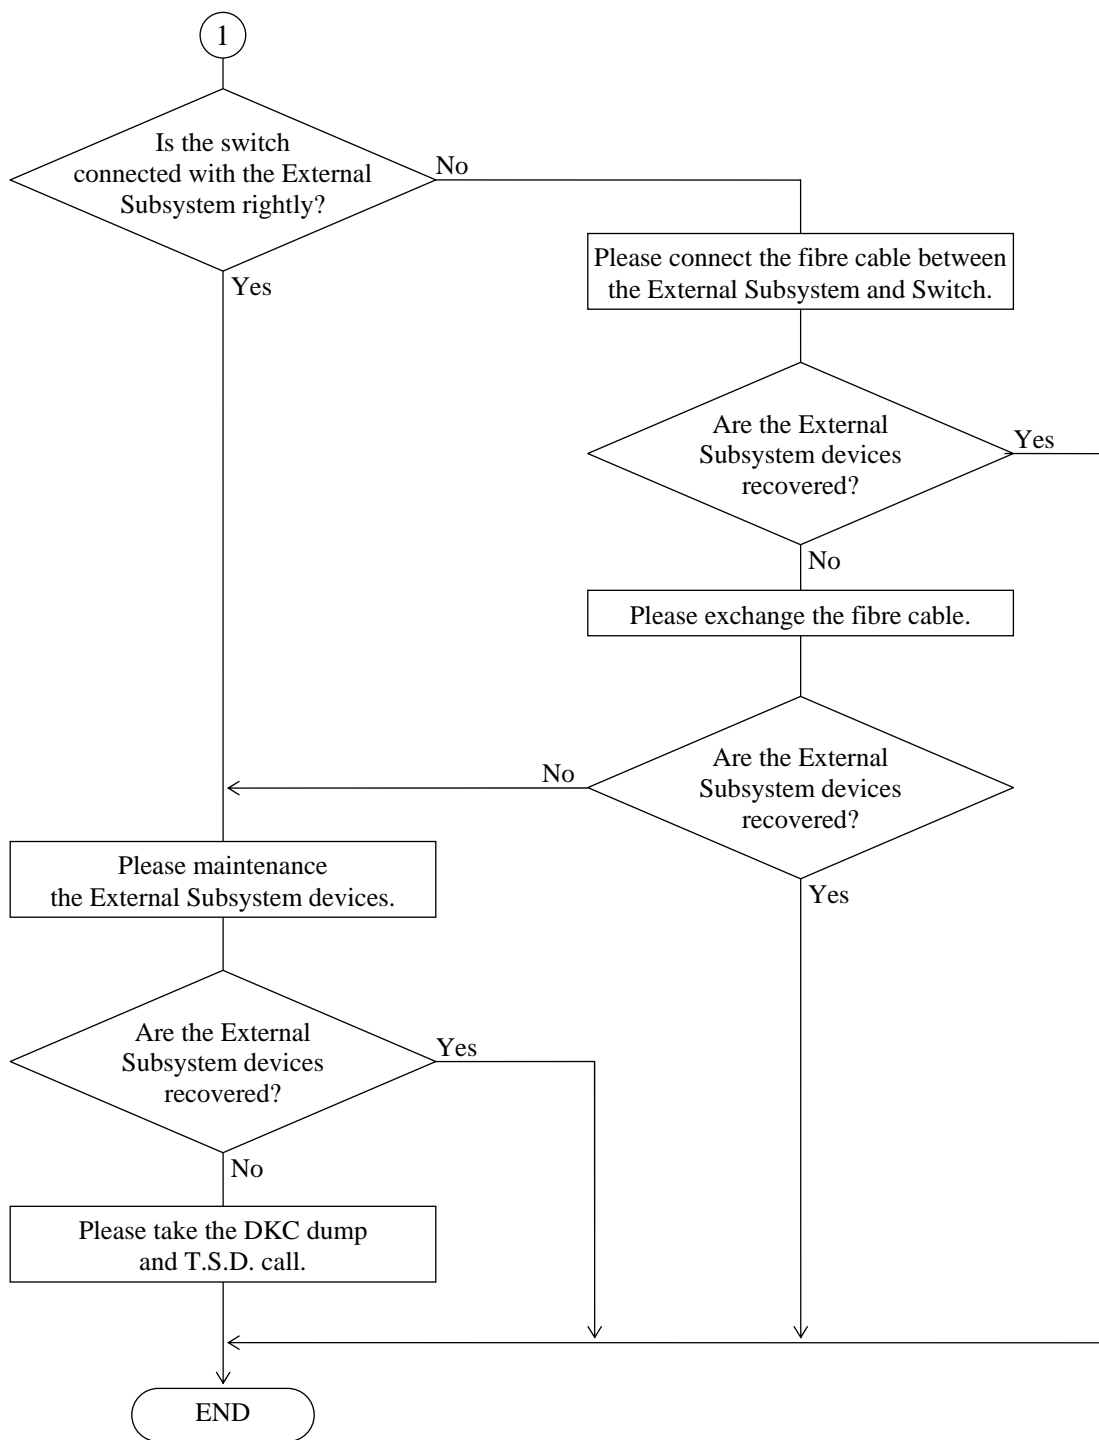 1
Is the switch
connected with the External
Subsystem rightly?
No
Yes
Please connect the fibre cable between
the External Subsystem and Switch.
Are the External
Subsystem devices
recovered?
Yes
No
Please exchange the fibre cable.
Are the External
Subsystem devices
recovered?
No
Yes
Please maintenance
the External Subsystem devices.
Are the External
Subsystem devices
recovered?
Yes
No
Please take the DKC dump
and T.S.D. call.
END